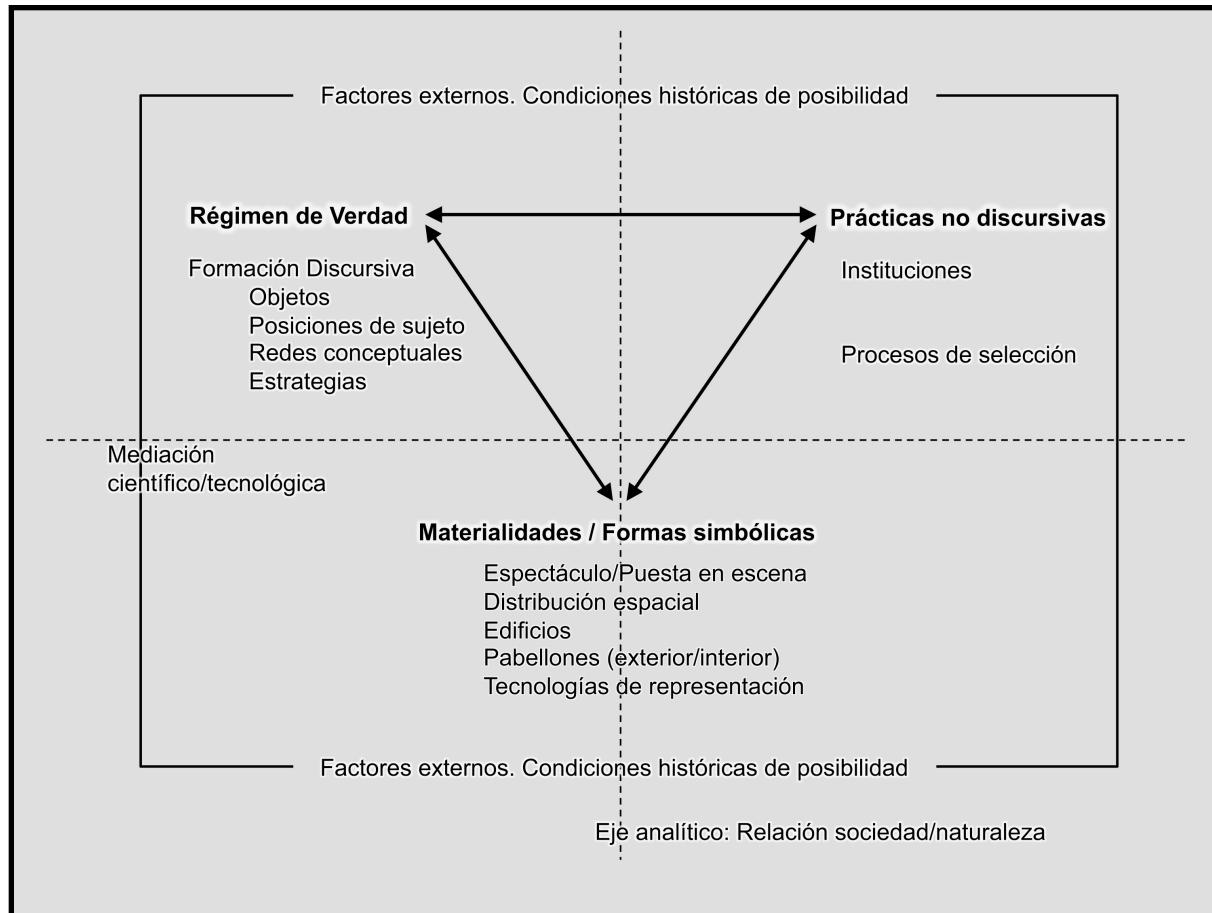 Factores externos. Condiciones históricas de posibilidad
Régimen de Verdad
Prácticas no discursivas
Formación Discursiva
Objetos
Posiciones de sujeto
Redes conceptuales
Estrategias
Instituciones
Procesos de selección
Mediación
científico/tecnológica
Materialidades / Formas simbólicas
Espectáculo/Puesta en escena
Distribución espacial
Edificios
Pabellones (exterior/interior)
Tecnologías de representación
Factores externos. Condiciones históricas de posibilidad
Eje analítico: Relación sociedad/naturaleza